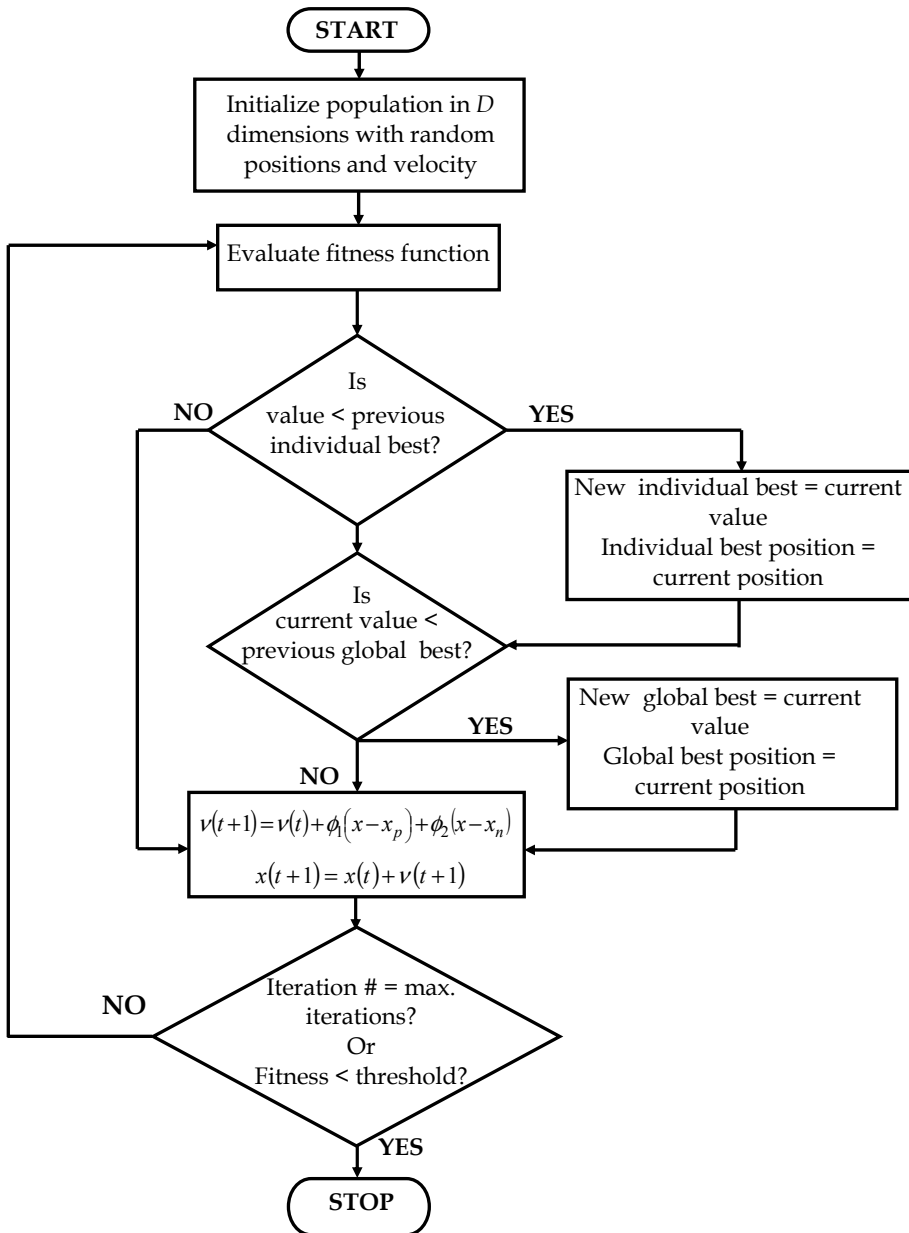 START
Initialize population in D
dimensions with random
positions and velocity
Evaluate fitness function
Is
value < previous
individual best?
NO
YES
New individual best = current
value
Individual best position =
current position
Is
current value <
previous global best?
YES
New global best = current
value
Global best position =
current position
NO
ν(t+1)=ν(t)+ϕ₁(x−xₚ)+ϕ₂(x−xₙ)
x(t+1)=x(t)+ν(t+1)
Iteration # = max.
iterations?
Or
Fitness < threshold?
NO
YES
STOP